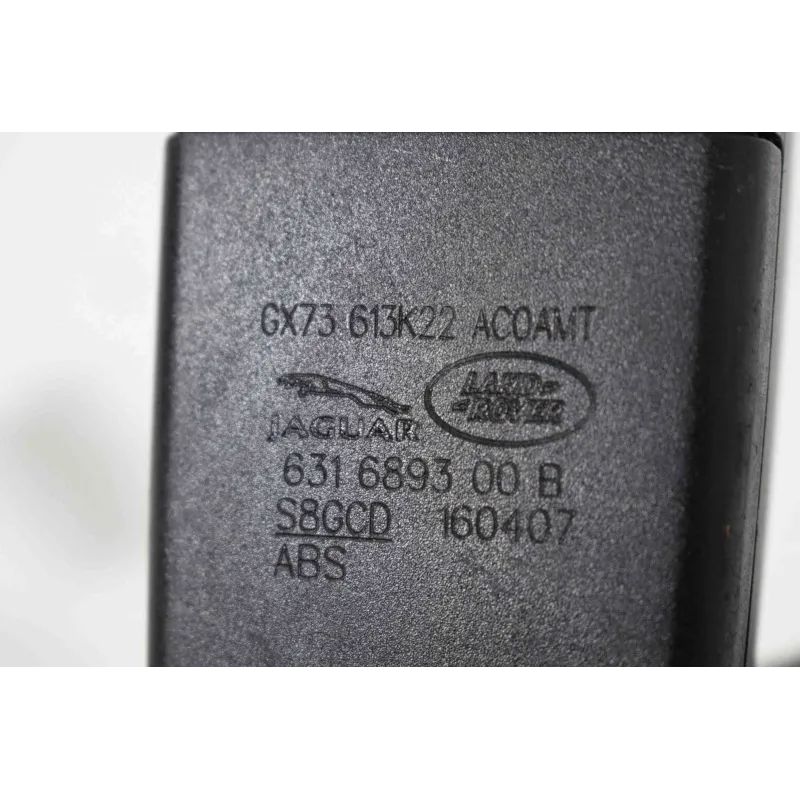 GX73 613K22 AC0AMT
JAGUAR
LAND-
-ROVER
631 6893 00 B
S8GCD 160407
ABS